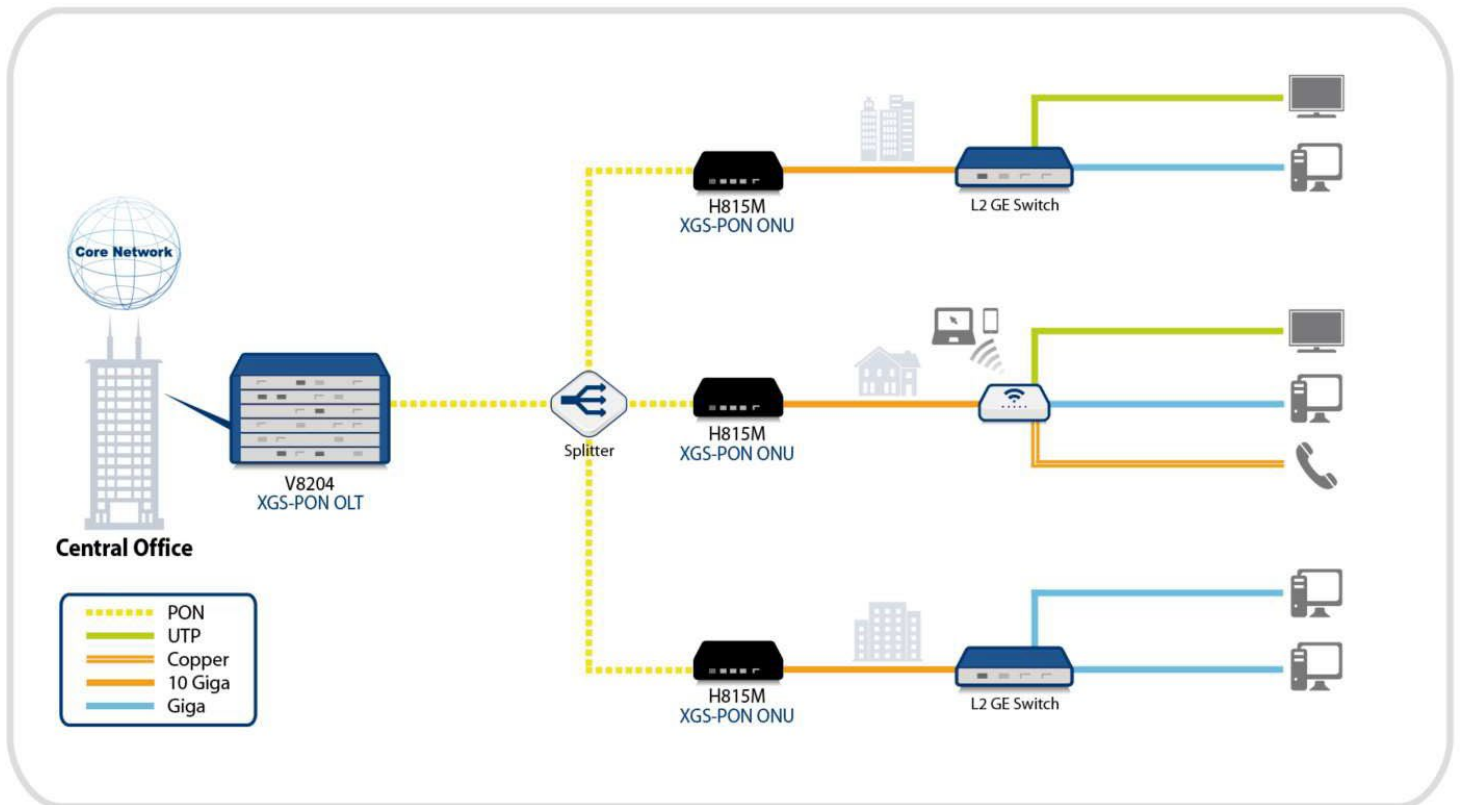 Core Network
Central Office
V8204
XGS-PON OLT
Splitter
H815M
XGS-PON ONU
L2 GE Switch
H815M
XGS-PON ONU
H815M
XGS-PON ONU
L2 GE Switch
PON
UTP
Copper
10 Giga
Giga